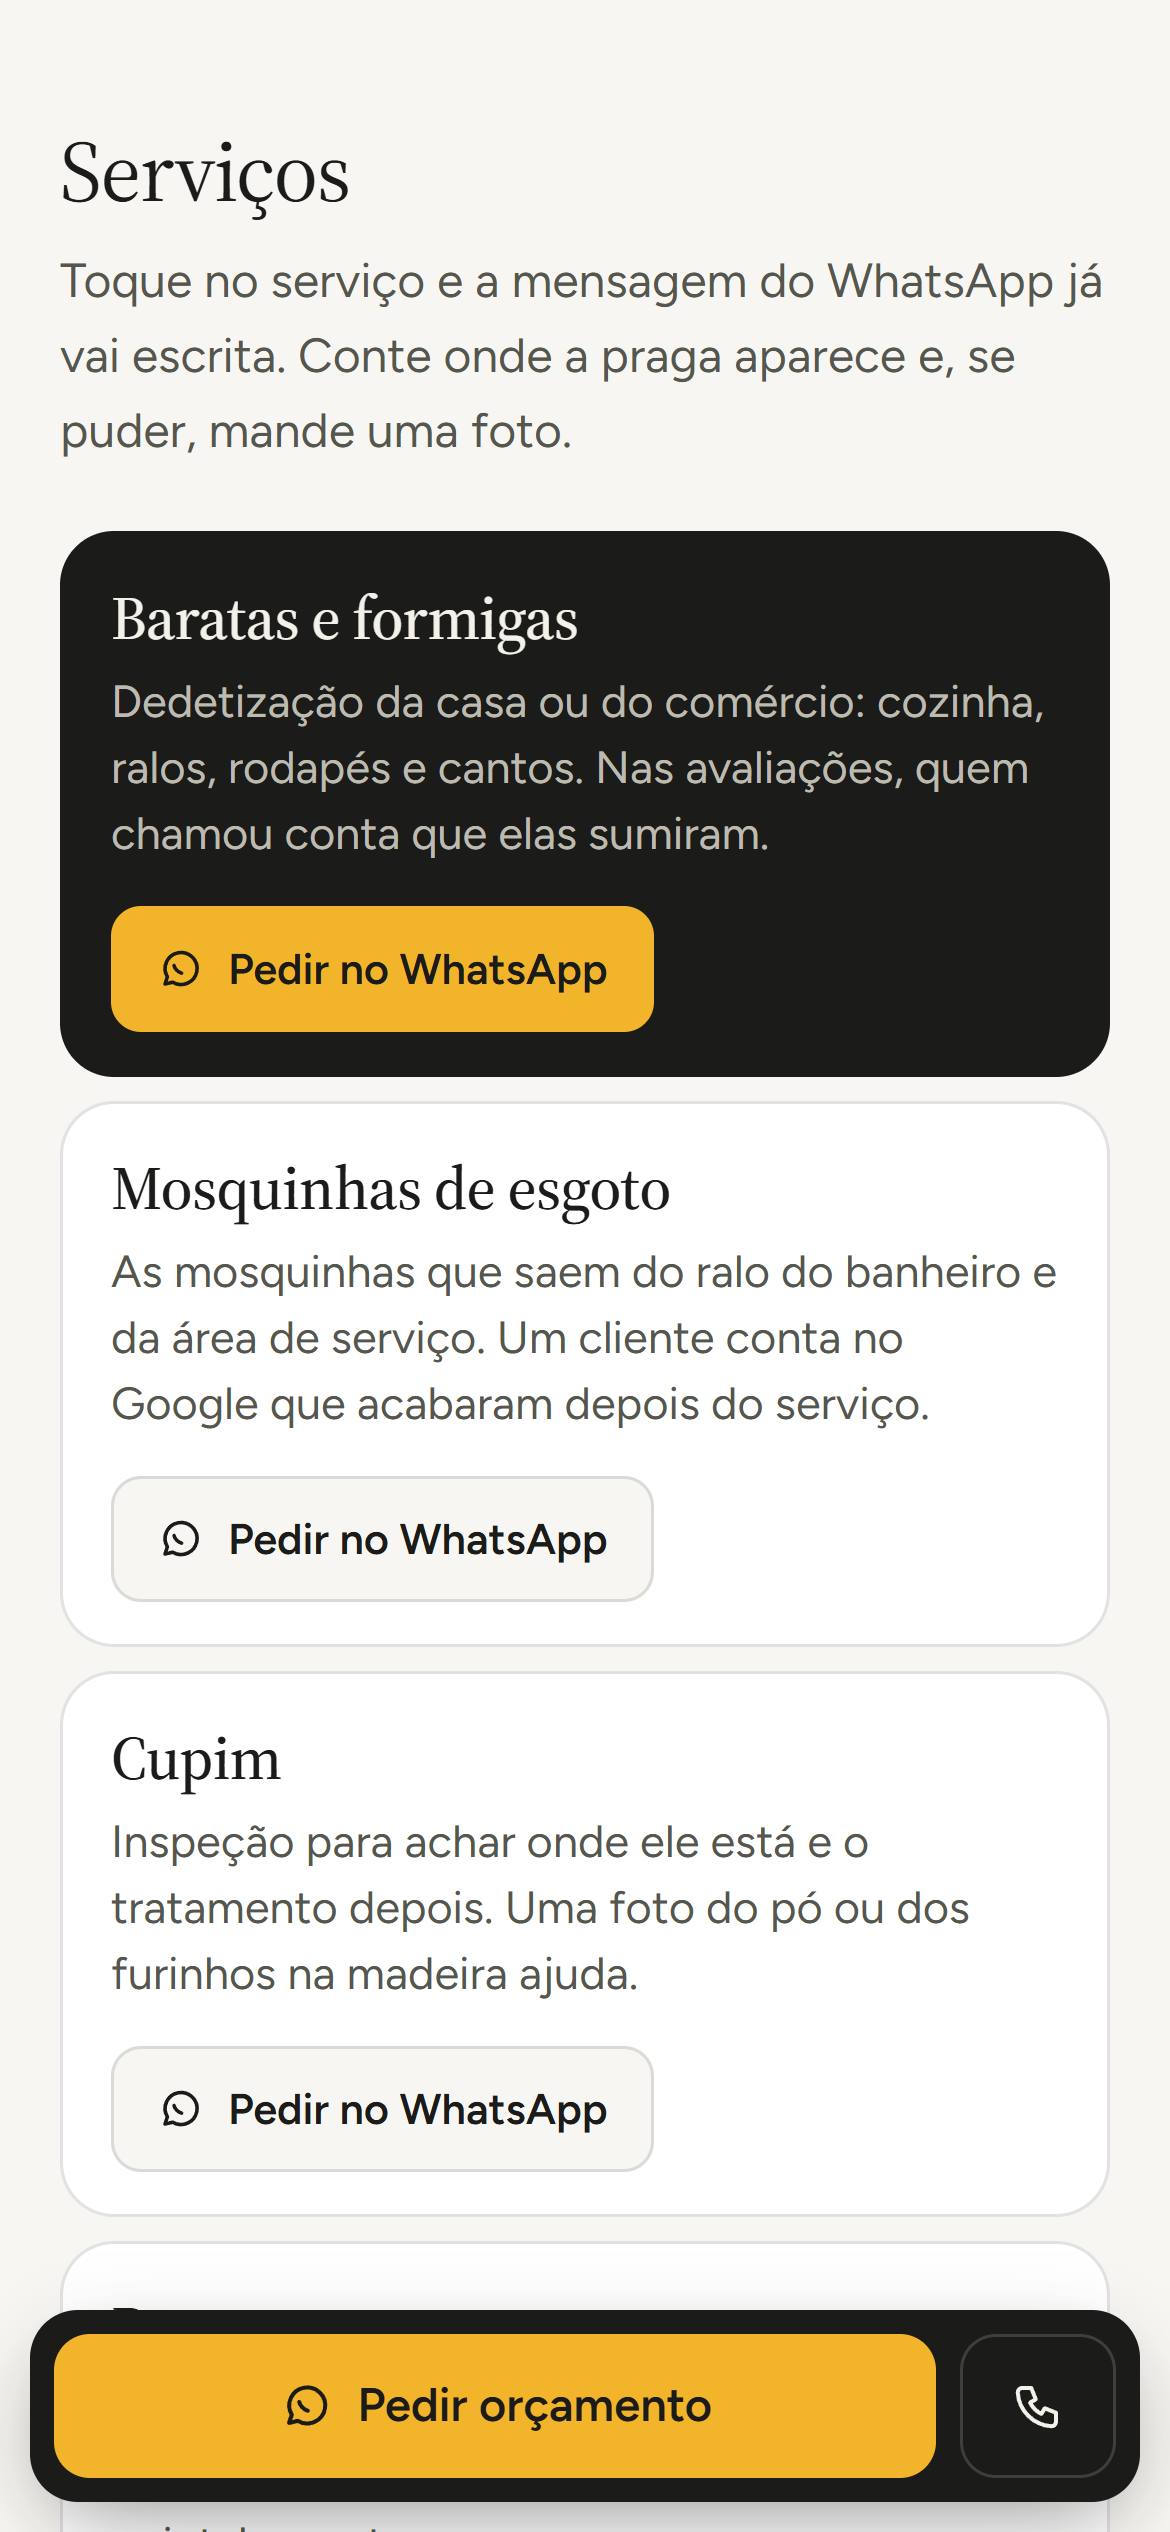 Serviços
Toque no serviço e a mensagem do WhatsApp já
vai escrita. Conte onde a praga aparece e, se
puder, mande uma foto.
Baratas e formigas
Dedetização da casa ou do comércio: cozinha,
ralos, rodapés e cantos. Nas avaliações, quem
chamou conta que elas sumiram.
Pedir no WhatsApp
Mosquinhas de esgoto
As mosquinhas que saem do ralo do banheiro e
da área de serviço. Um cliente conta no
Google que acabaram depois do serviço.
Pedir no WhatsApp
Cupim
Inspeção para achar onde ele está e o
tratamento depois. Uma foto do pó ou dos
furinhos na madeira ajuda.
Pedir no WhatsApp
Pedir orçamento